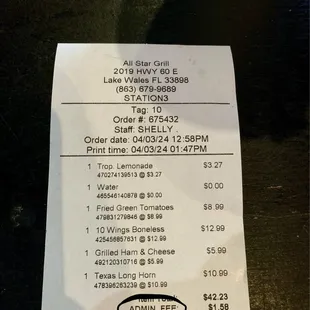 All Star Grill
2019 HWY 60 E
Lake Wales FL 33898
(863) 679-9689
STATION3
Tag: 10
Order #: 675432
Staff: SHELLY .
Order date: 04/03/24 12:58PM
Print time: 04/03/24 01:47PM
1 Trop. Lemonade $3.27
470274139513 @ $3.27
1 Water $0.00
465546140878 @ $0.00
1 Fried Green Tomatoes $8.99
479831279846 @ $8.99
1 10 Wings Boneless $12.99
425456857631 @ $12.99
1 Grilled Ham & Cheese $5.99
492120310716 @ $5.99
1 Texas Long Horn $10.99
478396263239 @ $10.99
Item Total: $42.23
ADMIN FEE: $1.58